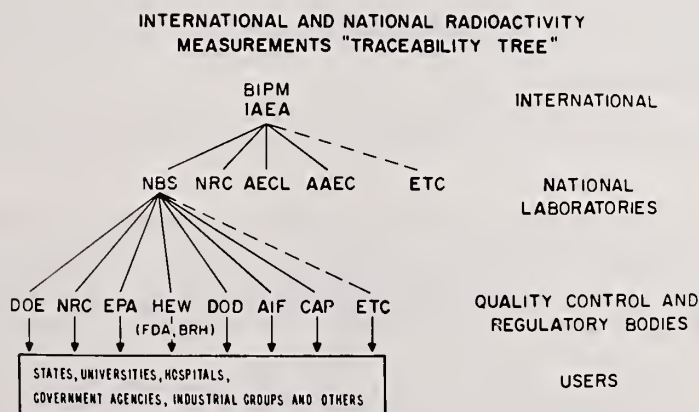 INTERNATIONAL AND NATIONAL RADIOACTIVITY
MEASUREMENTS "TRACEABILITY TREE"
BIPM
IAEA
INTERNATIONAL
NBS NRC AECL AAEC ETC
NATIONAL
LABORATORIES
DOE NRC EPA HEW DOD AIF CAP ETC
(FDA, BRH)
QUALITY CONTROL AND
REGULATORY BODIES
STATES, UNIVERSITIES, HOSPITALS,
GOVERNMENT AGENCIES, INDUSTRIAL GROUPS AND OTHERS
USERS